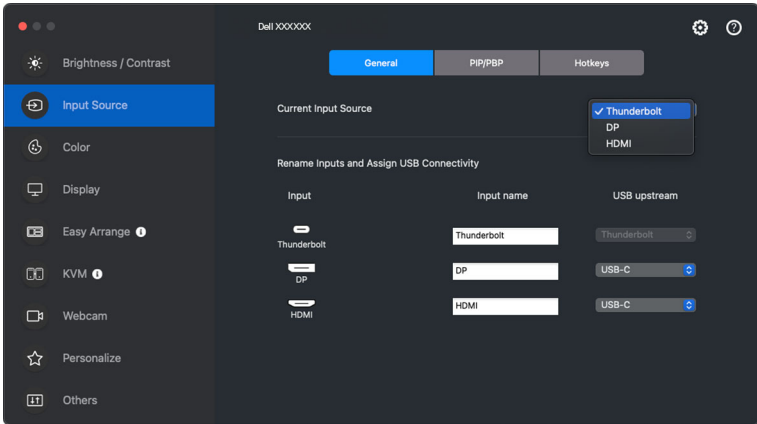 Dell XXXXXX
Brightness / Contrast
Input Source
Color
Display
Easy Arrange
KVM
Webcam
Personalize
Others
General
PIP/PBP
Hotkeys
Current Input Source
✓ Thunderbolt
DP
HDMI
Rename Inputs and Assign USB Connectivity
Input Input name USB upstream
Thunderbolt Thunderbolt Thunderbolt
DP DP USB-C
HDMI HDMI USB-C